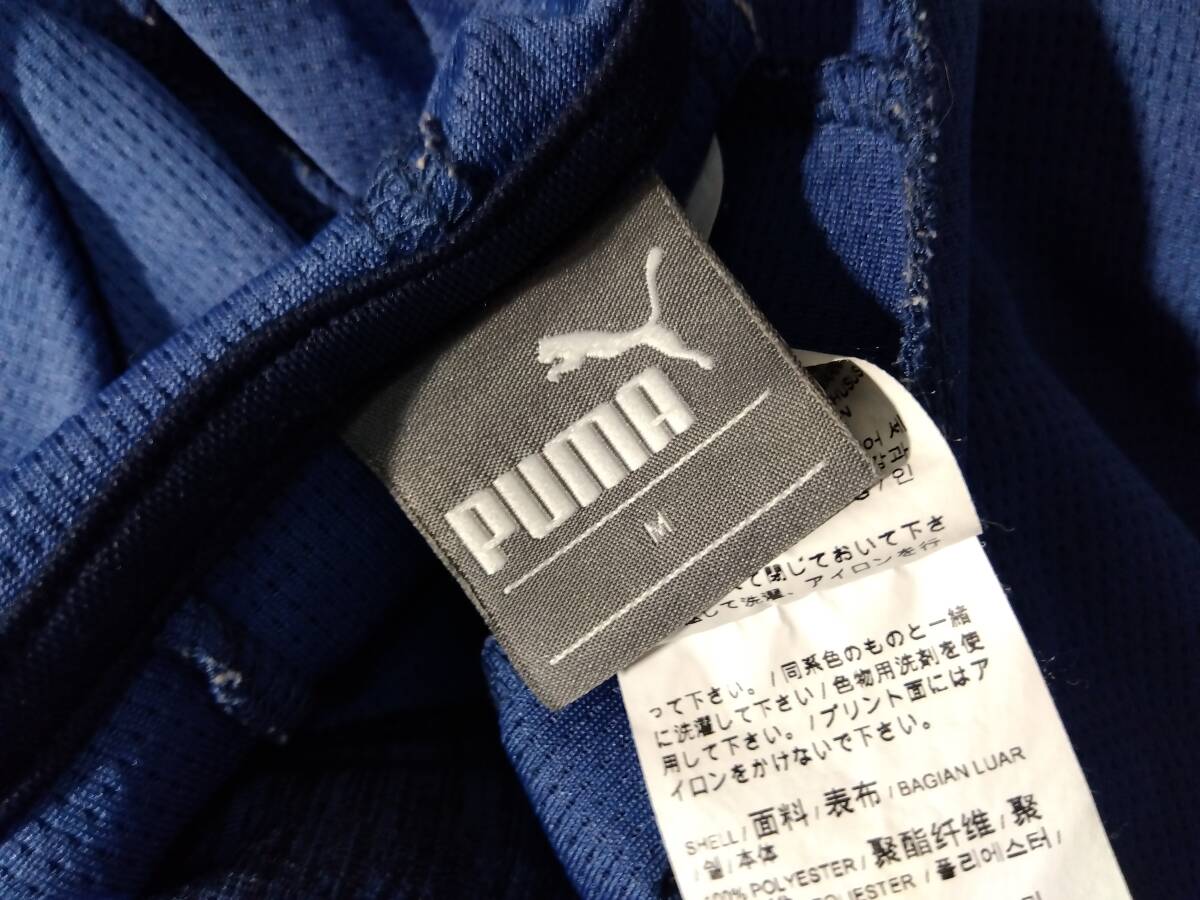 PUMA
M
て閉じておいて下さ
して洗濯、アイロンを行
って下さい。/同系色のものと一緒
に洗濯して下さい/色物用洗剤を使
用して下さい。/プリント面にはア
イロンをかけないで下さい。
SHELL/面料/表布/BAGIAN LUAR
/쉘/本体
100% POLYESTER/聚酯纤维/聚
POLIESTER/폴리에스터/